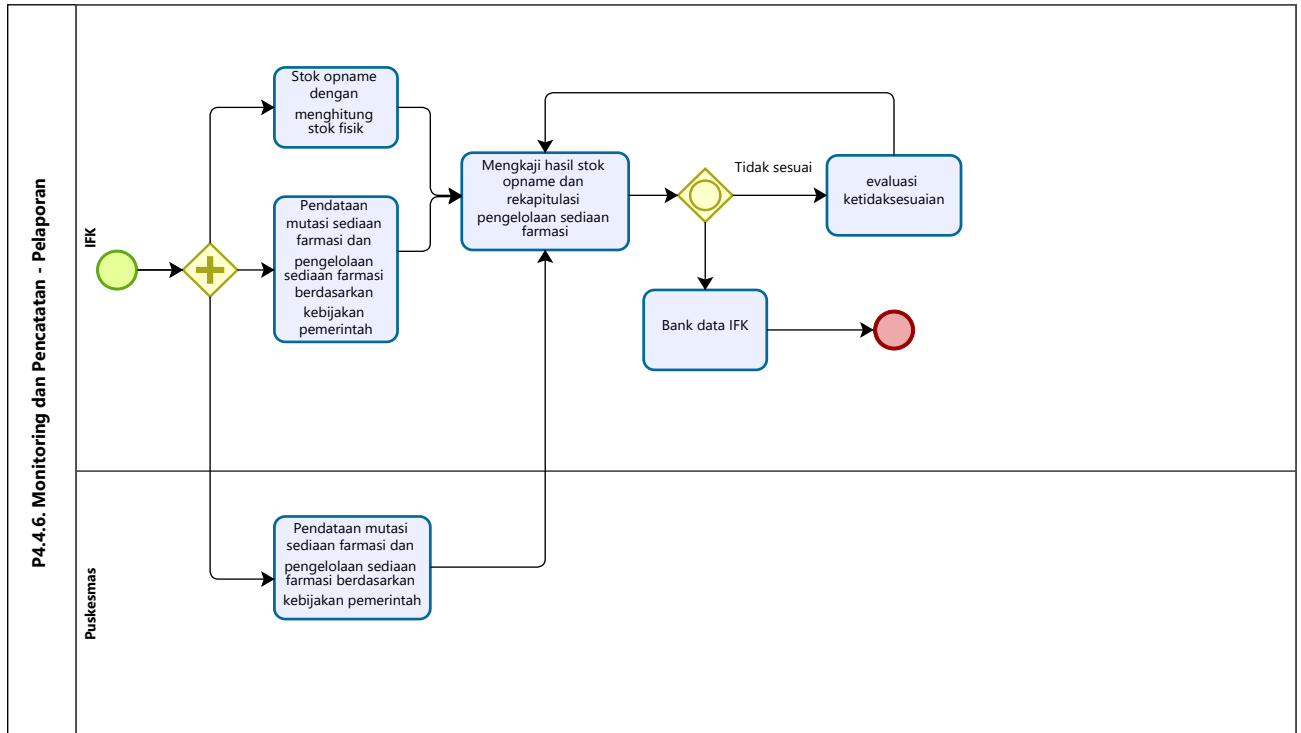 P4.4.6. Monitoring dan Pencatatan - Pelaporan
IFK
Stok opname
dengan
menghitung
stok fisik
Pendataan
mutasi sediaan
farmasi dan
pengelolaan
sediaan farmasi
berdasarkan
kebijakan
pemerintah
Mengkaji hasil stok
opname dan
rekapitulasi
pengelolaan sediaan
farmasi
Tidak sesuai
evaluasi
ketidaksesuaian
Bank data IFK
Puskesmas
Pendataan mutasi
sediaan farmasi dan
pengelolaan sediaan
farmasi berdasarkan
kebijakan pemerintah